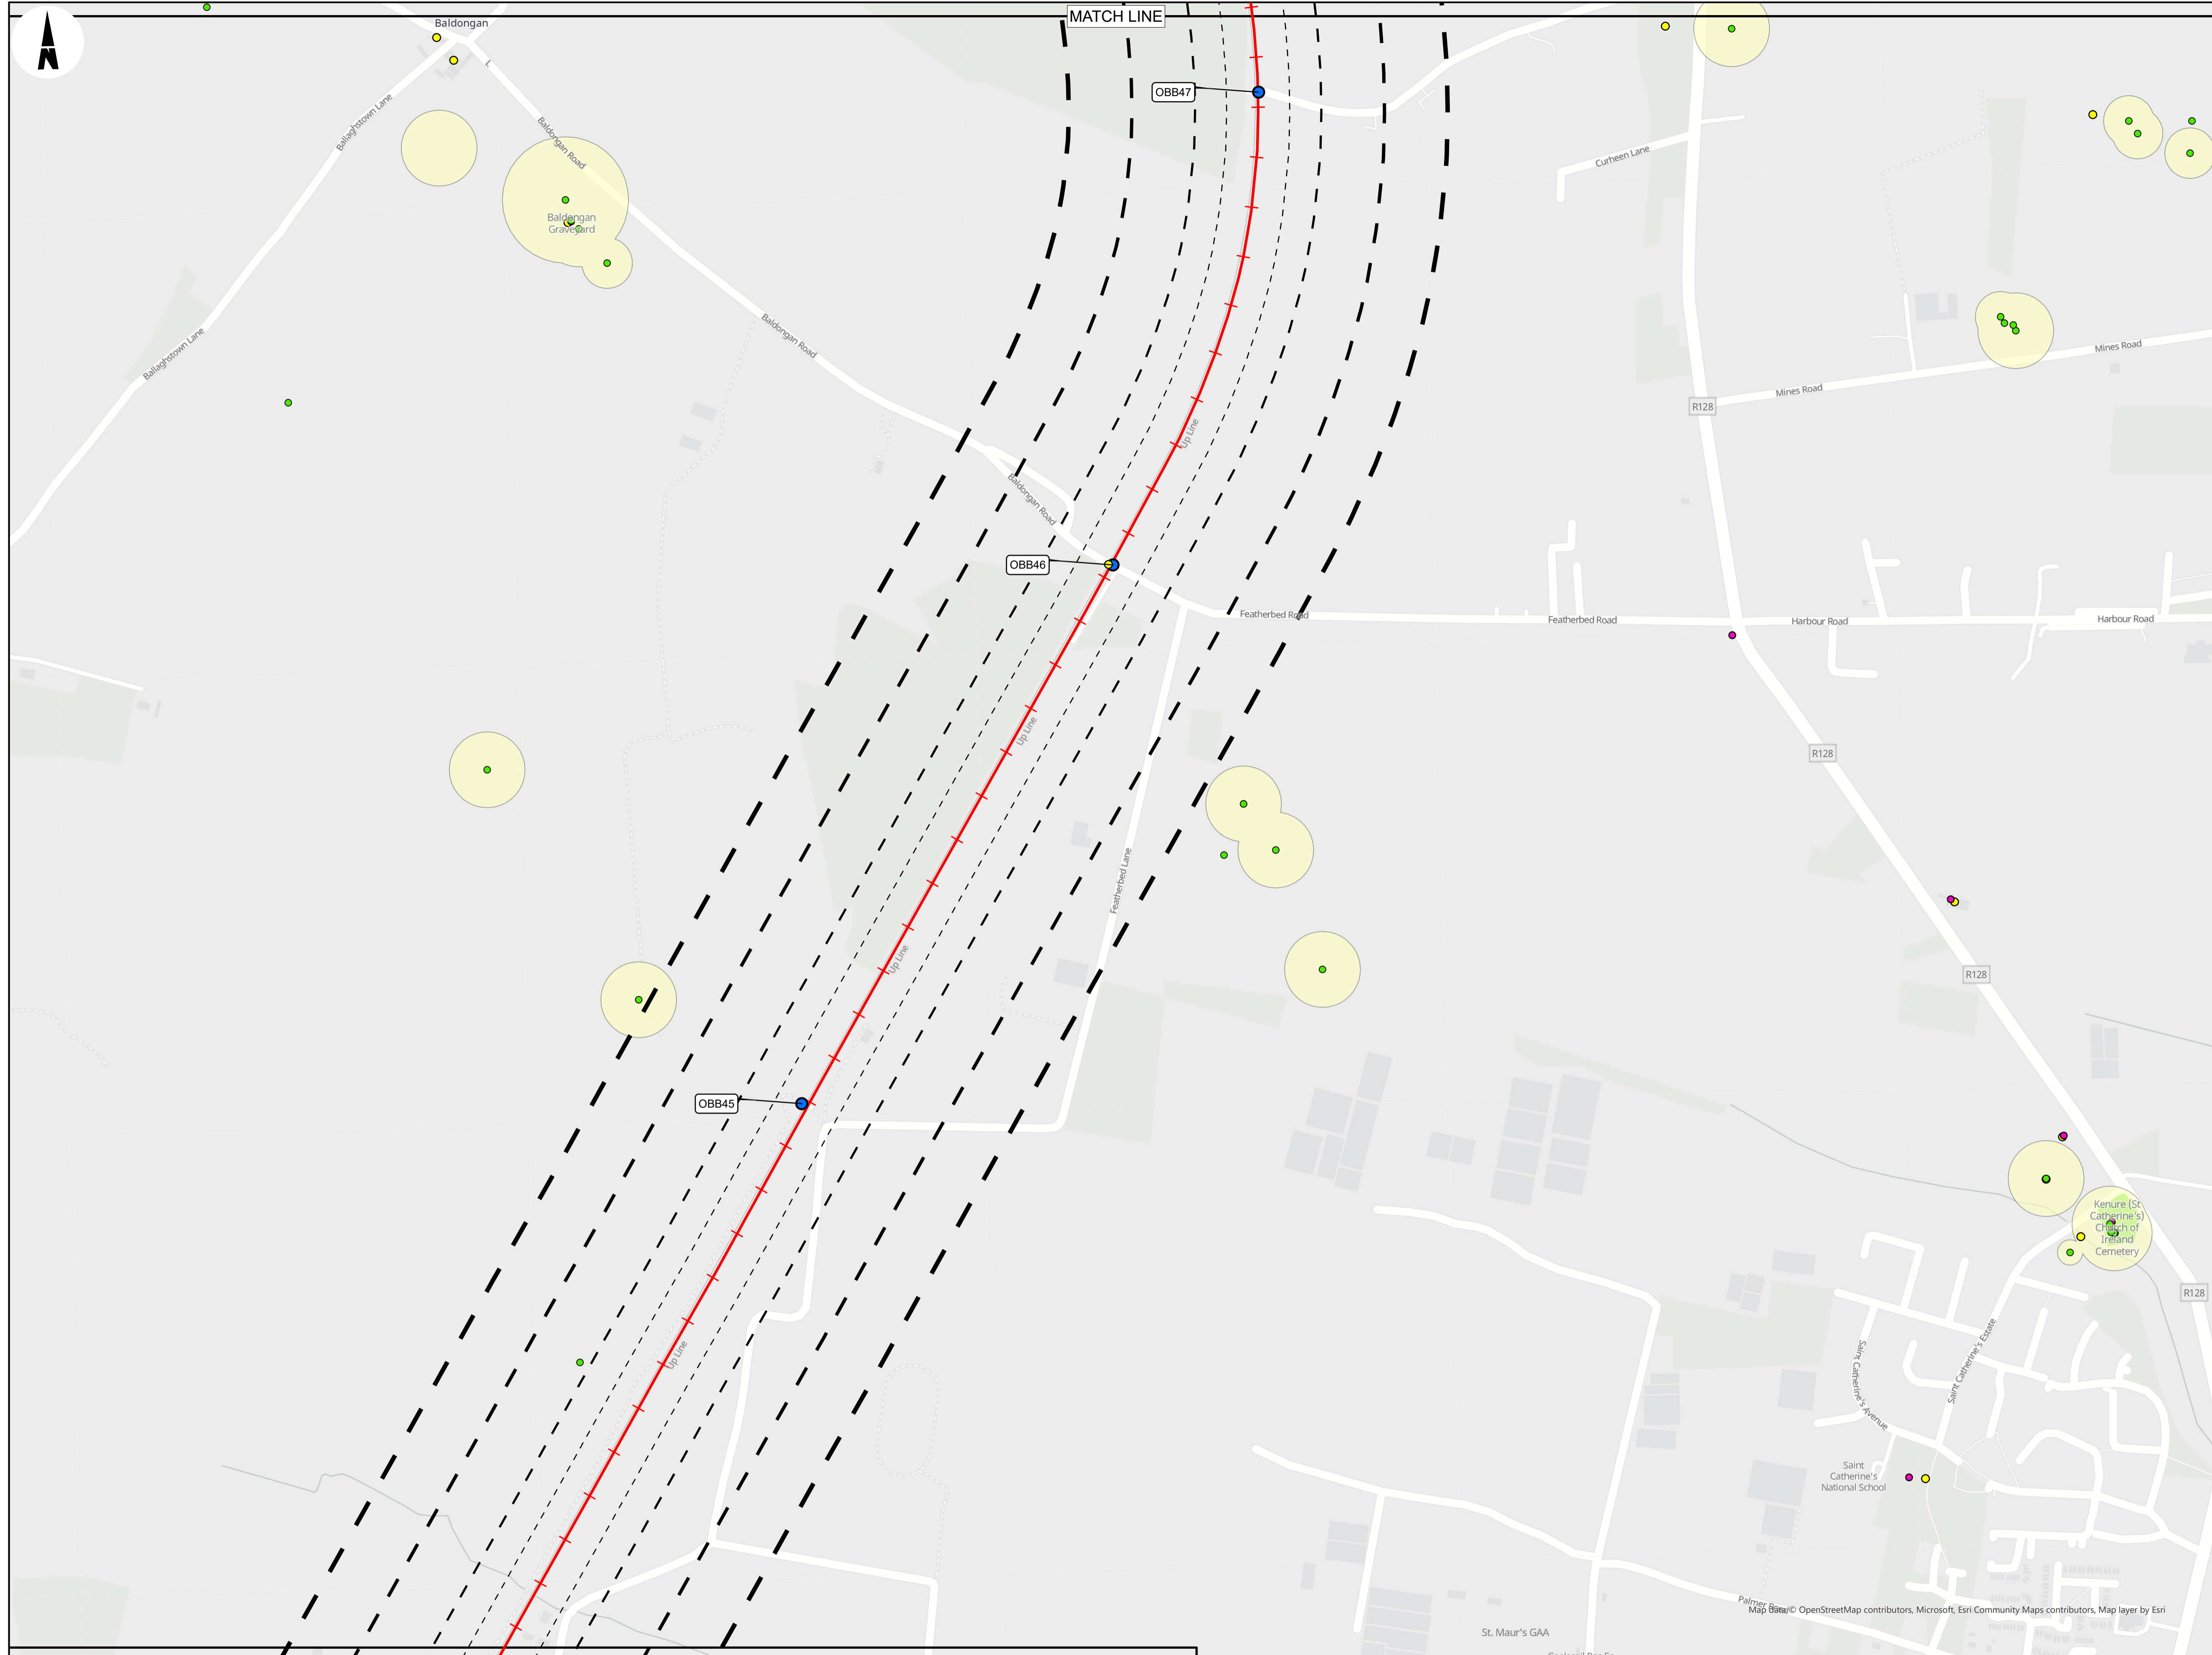 MATCH LINE
Baldongan
N
Ballaghstown Lane
Baldongan Road
OBB47
Curheen Lane
Baldongan
Graveyard
Ballaghstown Lane
Baldongan Road
Mines Road
Mines Road
R128
Up Line
Baldongan Road
OBB46
Featherbed Road
Featherbed Road
Harbour Road
Harbour Road
Up Line
R128
Featherbed Lane
Up Line
R128
OBB45
Kenure (St
Catherine's)
Church of
Ireland
Cemetery
R128
Up Line
Saint Catherine's Avenue
Saint Catherine's Estate
Saint
Catherine's
National School
Palmer Road
Map data © OpenStreetMap contributors, Microsoft, Esri Community Maps contributors, Map layer by Esri
St. Maur's GAA